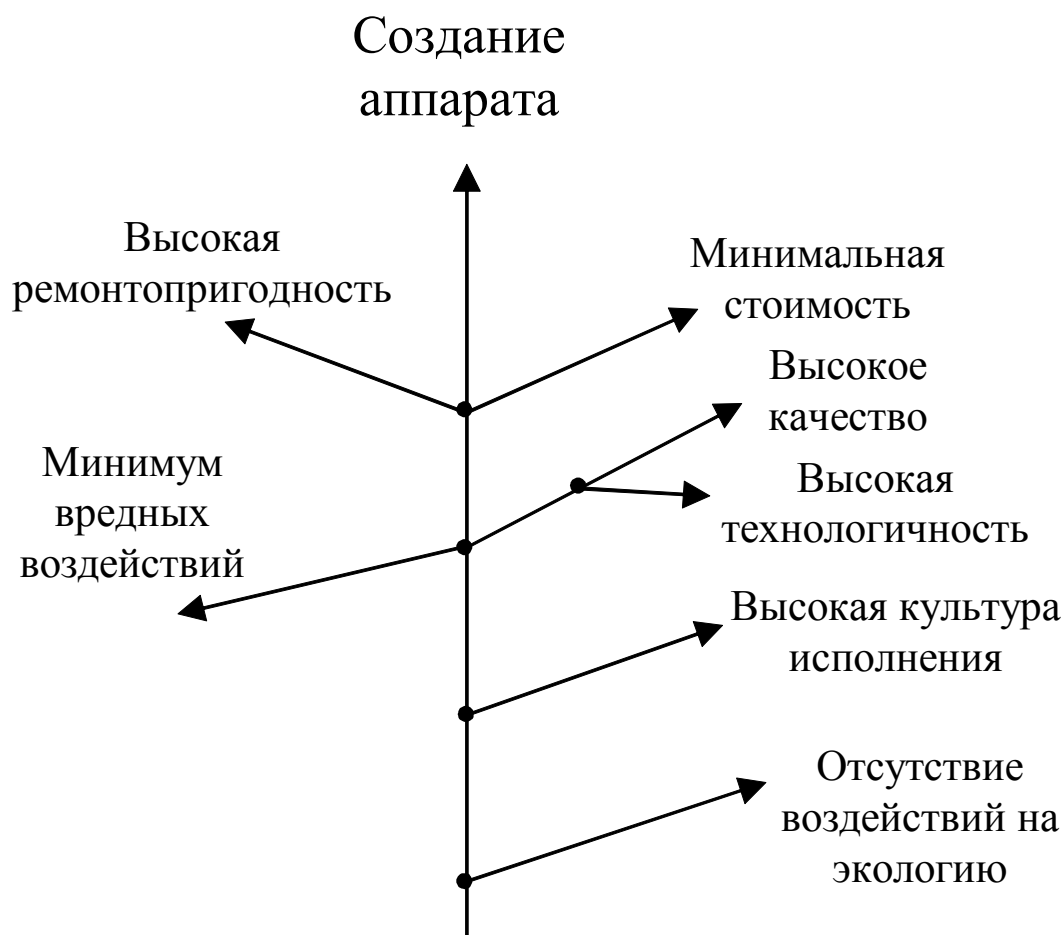 Создание
аппарата
Высокая
ремонтопригодность
Минимальная
стоимость
Высокое
качество
Минимум
вредных
воздействий
Высокая
технологичность
Высокая культура
исполнения
Отсутствие
воздействий на
экологию